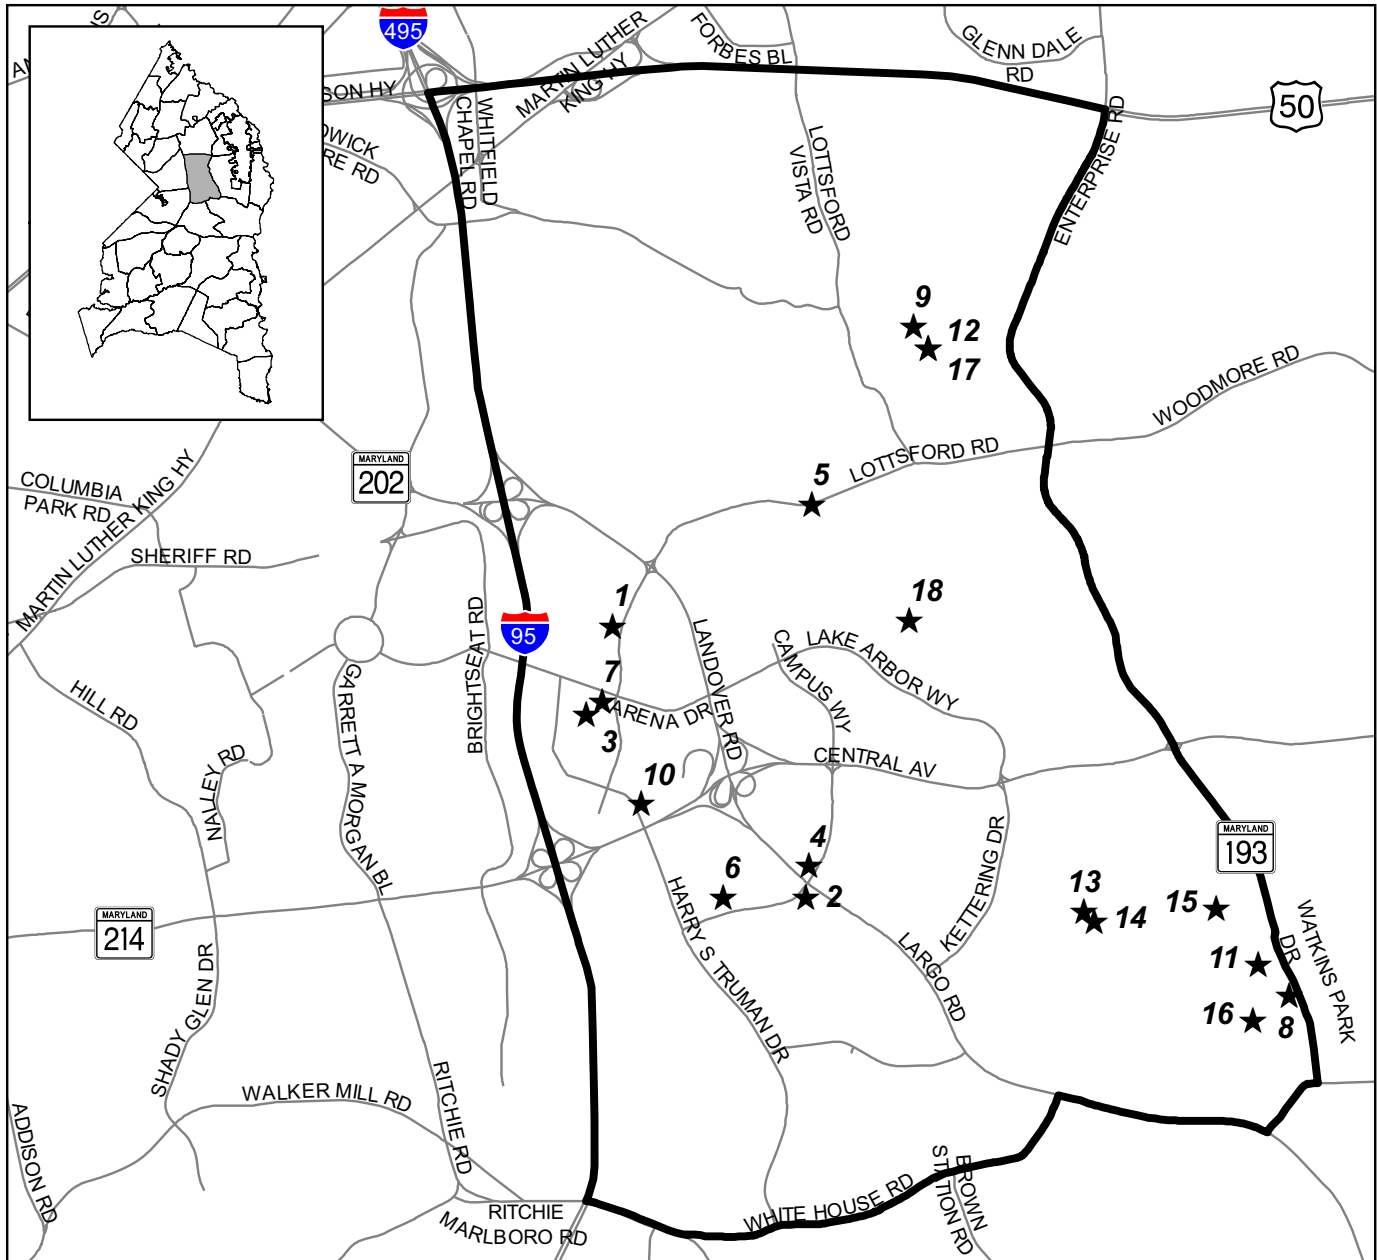 495
GLENN DALE
RD
FORBES BL
MARTIN LUTHER
KING HY
SON HY
WHITFIELD
CHAPEL RD
DWICK
RE RD
LOTTSFORD
VISTA RD
ENTERPRISE RD
50
9
12
17
WOODMORE RD
LOTTSFORD RD
5
MARYLAND
202
COLUMBIA
PARK RD
MARTIN LUTHER KING HY
SHERIFF RD
1
18
95
BRIGHTSEAT RD
LANDOVER RD
CAMPUS WY
LAKE ARBOR WY
7
ARENA DR
3
HILL RD
NALLEY RD
GARRETT A MORGAN BL
10
CENTRAL AV
MARYLAND
193
4
6
2
KETTERING DR
13
14
15
MARYLAND
214
HARRY S TRUMAN DR
LARGO RD
11
16
8
WATKINS PARK
DR
SHADY GLEN DR
WALKER MILL RD
RITCHIE RD
ADDISON RD
RITCHIE
MARLBORO RD
WHITE HOUSE RD
BROWN
STATION RD